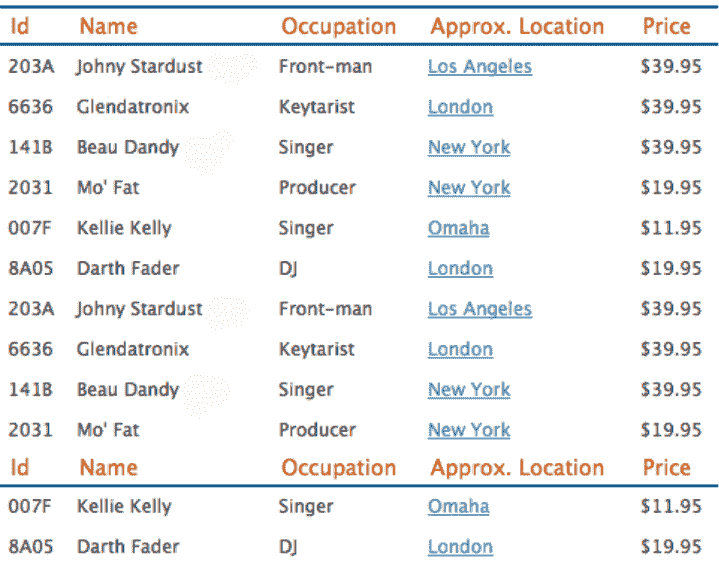 Id Name Occupation Approx. Location Price
203A Johny Stardust Front-man Los Angeles $39.95
6636 Glendatronix Keytarist London $39.95
141B Beau Dandy Singer New York $39.95
2031 Mo' Fat Producer New York $19.95
007F Kellie Kelly Singer Omaha $11.95
8A05 Darth Fader DJ London $19.95
203A Johny Stardust Front-man Los Angeles $39.95
6636 Glendatronix Keytarist London $39.95
141B Beau Dandy Singer New York $39.95
2031 Mo' Fat Producer New York $19.95
Id Name Occupation Approx. Location Price
007F Kellie Kelly Singer Omaha $11.95
8A05 Darth Fader DJ London $19.95